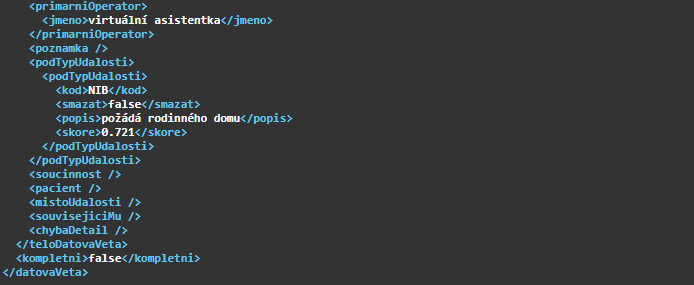 <primarniOperator>
<jmeno>virtuální asistentka</jmeno>
</primarniOperator>
<poznamka />
<podTypUdalosti>
<podTypUdalosti>
<kod>NIB</kod>
<smazat>false</smazat>
<popis>požádá rodinného domu</popis>
<skore>0.721</skore>
</podTypUdalosti>
</podTypUdalosti>
<soucinnost />
<pacient />
<mistoUdalosti />
<souvisejiciMu />
<chybaDetail />
</teloDatovaVeta>
<kompletni>false</kompletni>
</datovaVeta>